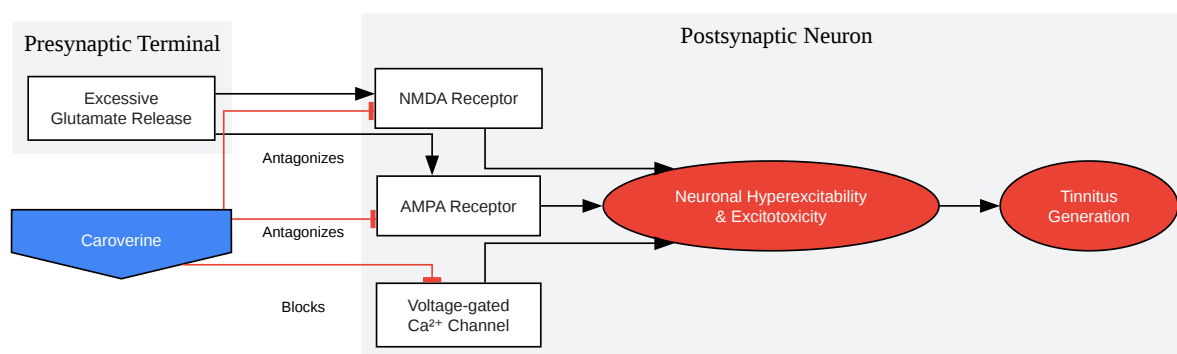 Presynaptic Terminal
Postsynaptic Neuron
Excessive
Glutamate Release
NMDA Receptor
Antagonizes
AMPA Receptor
Neuronal Hyperexcitability
& Excitotoxicity
Tinnitus
Generation
Caroverine
Antagonizes
Blocks
Voltage-gated
Ca²⁺ Channel